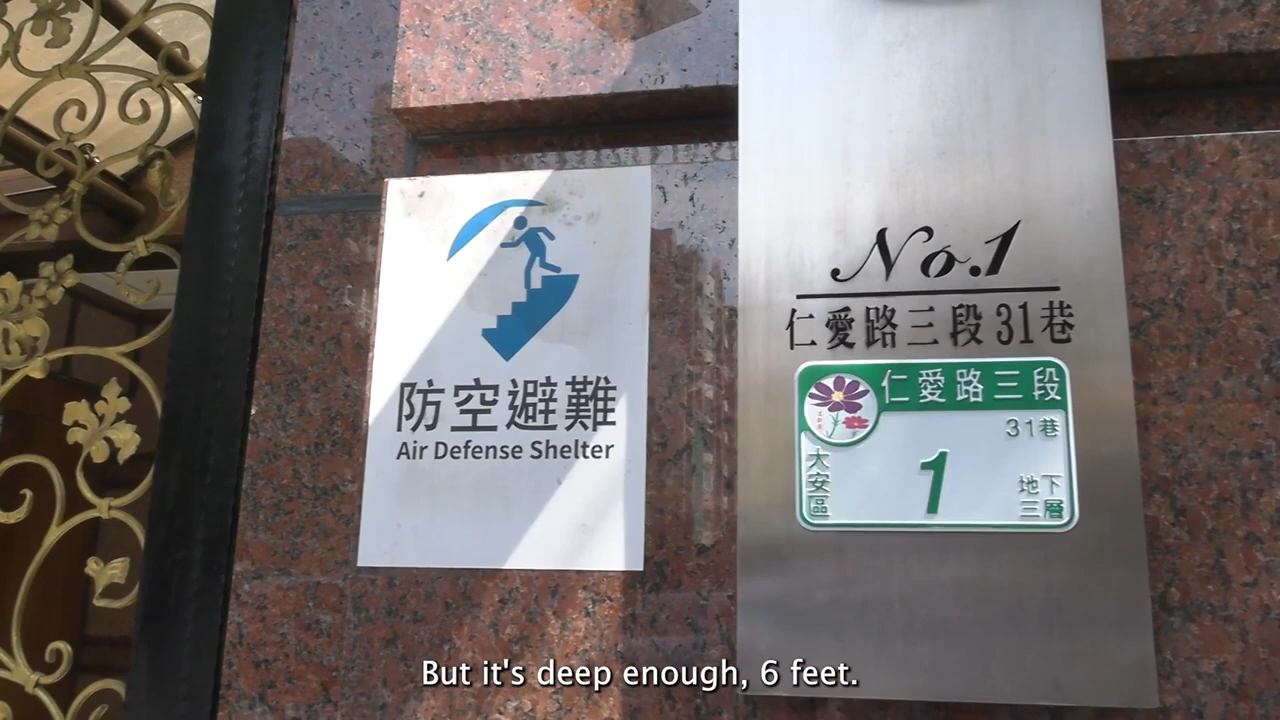 防空避難
Air Defense Shelter
No.1
仁愛路三段31巷
仁愛路三段
31巷
大安區
1
地下
三層
But it's deep enough, 6 feet.